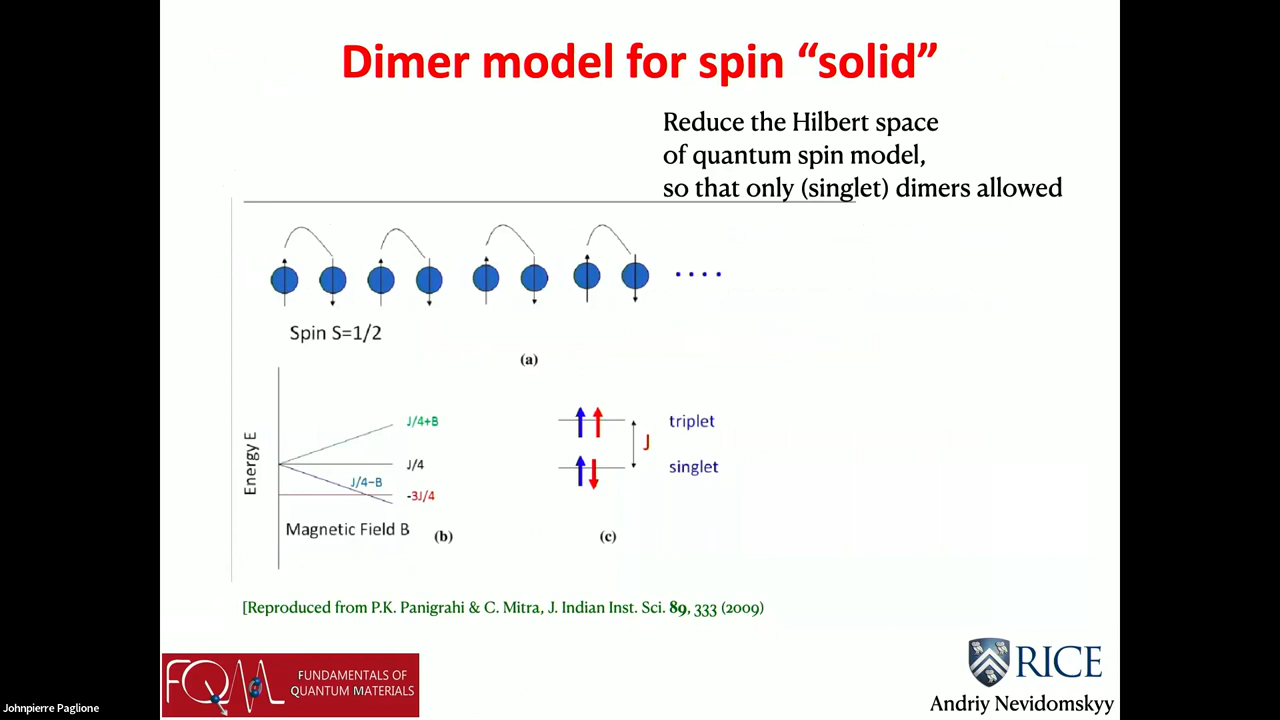 Dimer model for spin “solid”
Reduce the Hilbert space
of quantum spin model,
so that only (singlet) dimers allowed
Spin S=1/2
(a)
Energy E
J/4+B
J/4
J/4−B
-3J/4
Magnetic Field B
(b)
triplet
J
singlet
(c)
[Reproduced from P.K. Panigrahi & C. Mitra, J. Indian Inst. Sci. 89, 333 (2009)
FQM
FUNDAMENTALS OF
QUANTUM MATERIALS
RICE
Andriy Nevidomskyy
Johnpierre Paglione